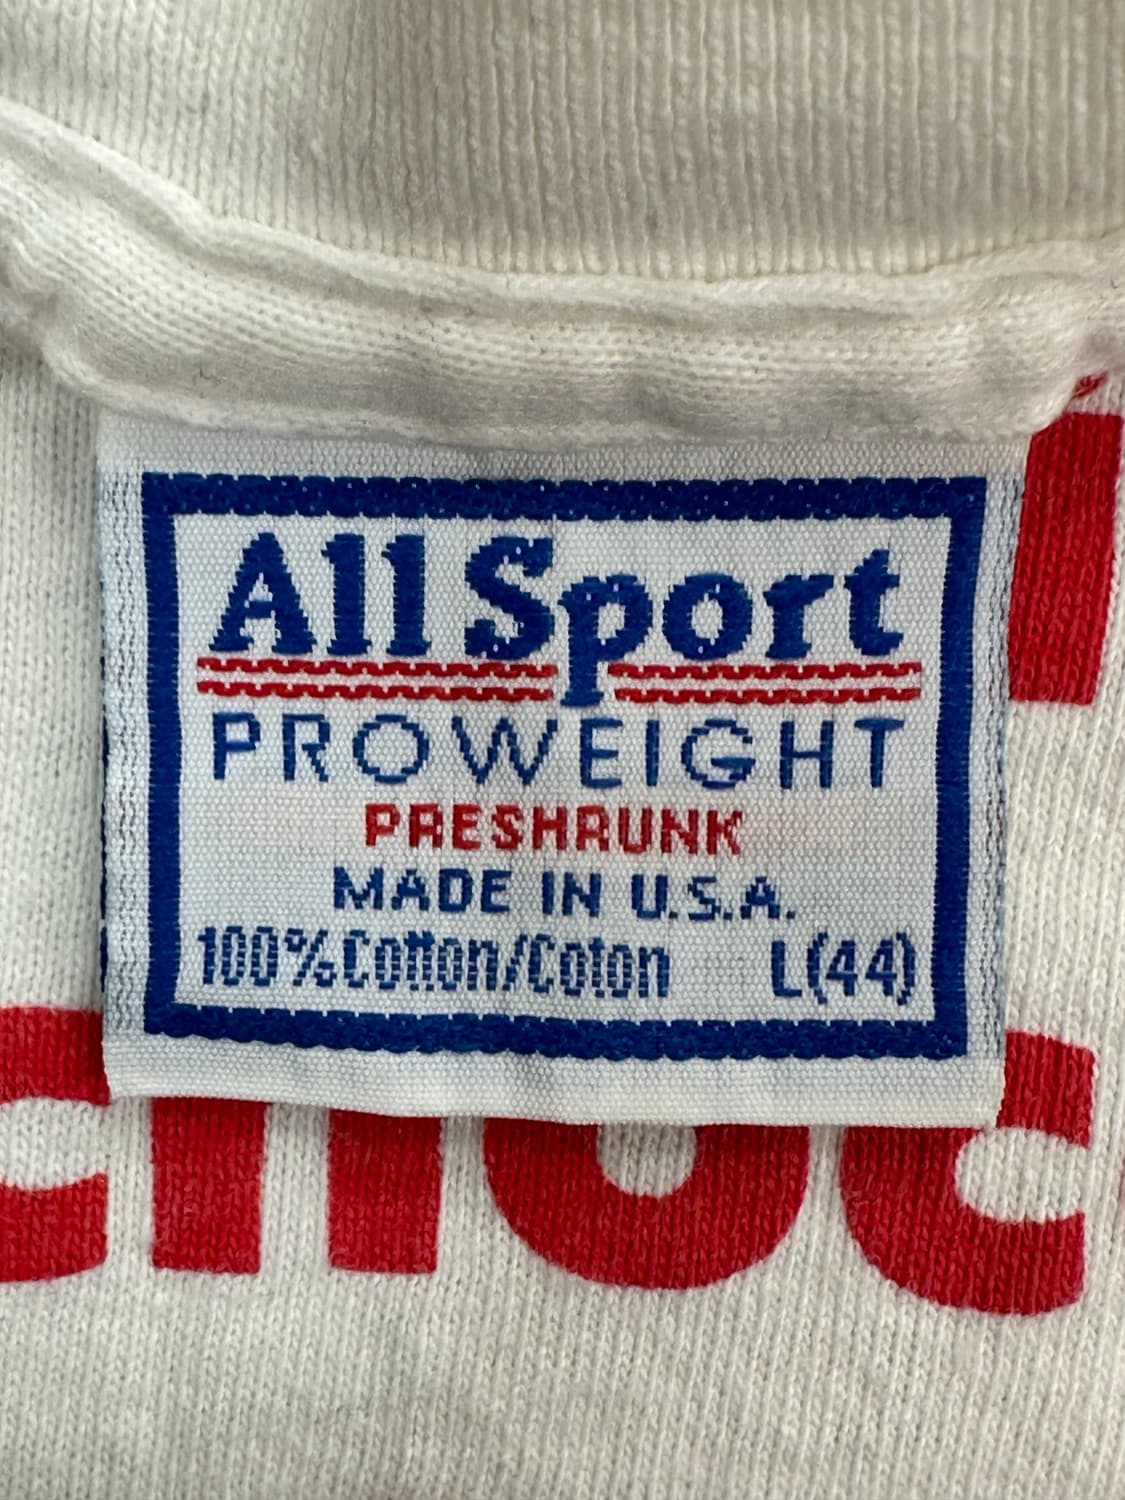 All Sport
PROWEIGHT
PRESHRUNK
MADE IN U.S.A.
100% Cotton/Coton L(44)